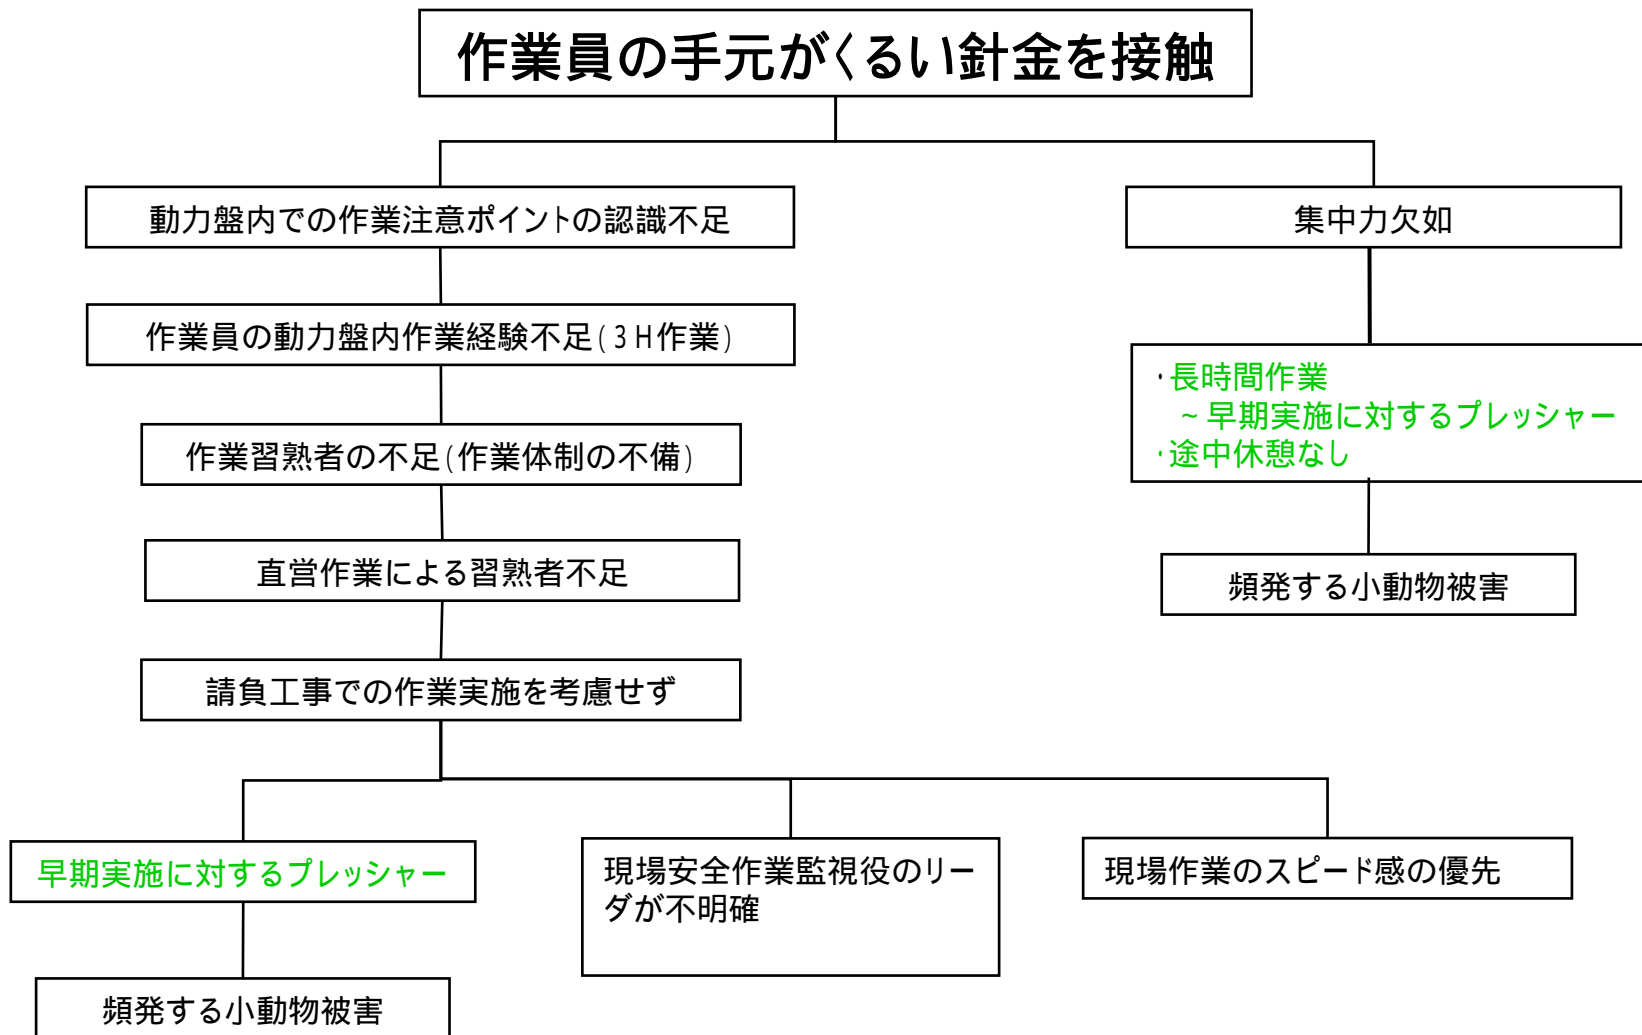 作業員の手元がくるい針金を接触
動力盤内での作業注意ポイントの認識不足
集中力欠如
作業員の動力盤内作業経験不足(3H作業)
・長時間作業
~早期実施に対するプレッシャー
・途中休憩なし
作業習熟者の不足(作業体制の不備)
直営作業による習熟者不足
頻発する小動物被害
請負工事での作業実施を考慮せず
早期実施に対するプレッシャー
現場安全作業監視役のリー
ダが不明確
現場作業のスピード感の優先
頻発する小動物被害